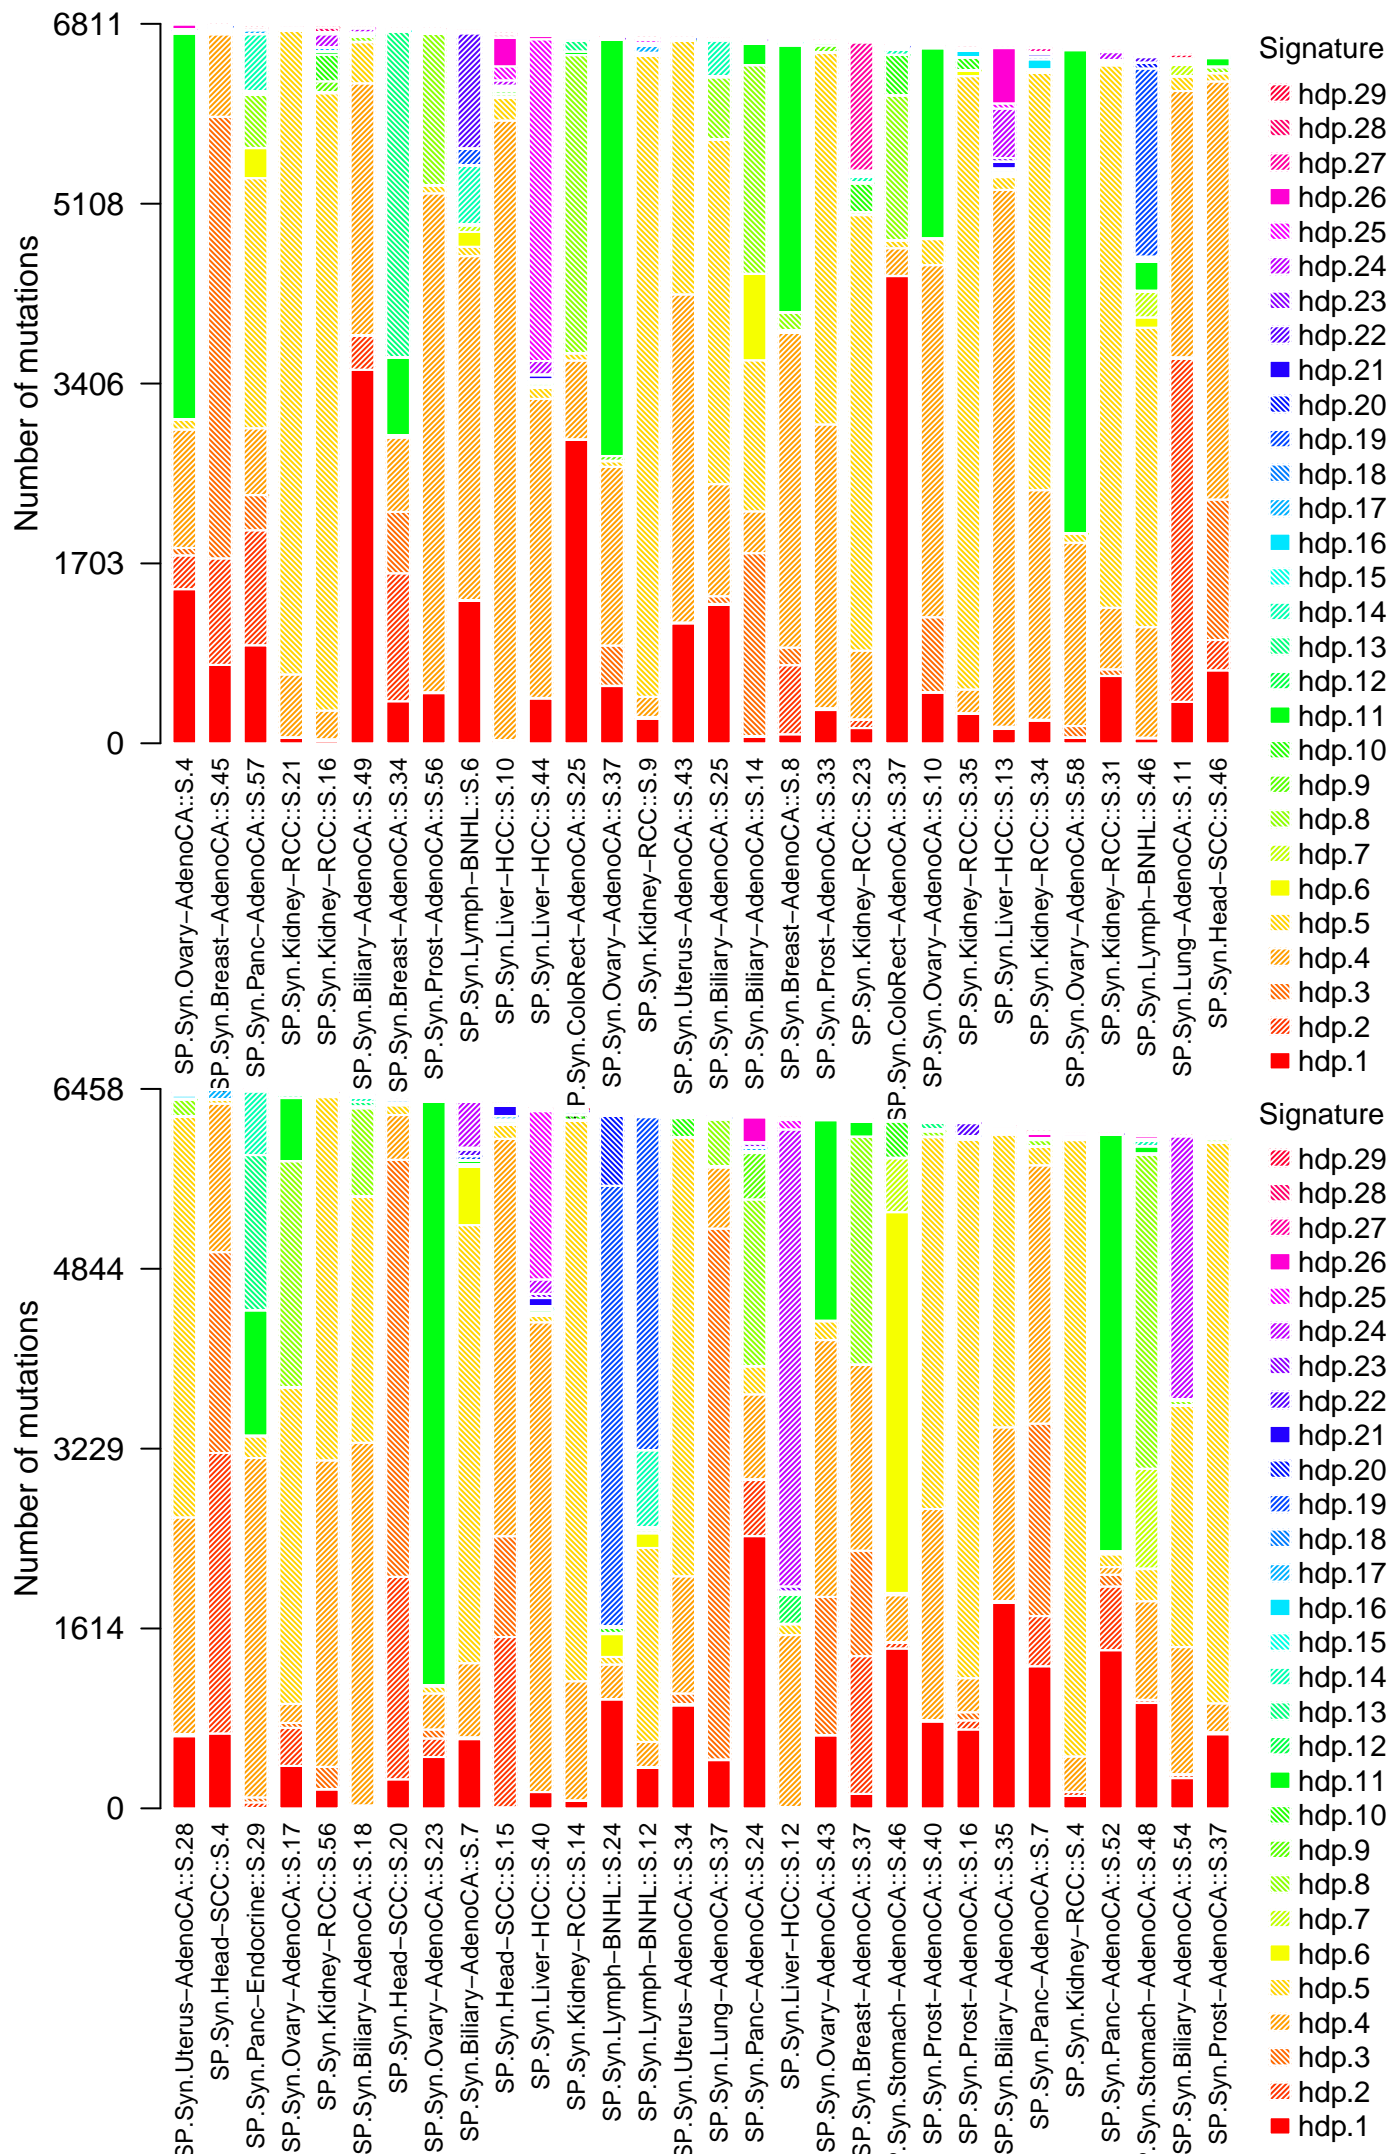 Number of mutations
6811
5108
3406
1703
0
SP.Syn.Ovary−AdenoCA::S.4
SP.Syn.Breast−AdenoCA::S.45
SP.Syn.Panc−AdenoCA::S.57
SP.Syn.Kidney−RCC::S.21
SP.Syn.Kidney−RCC::S.16
SP.Syn.Biliary−AdenoCA::S.49
SP.Syn.Breast−AdenoCA::S.34
SP.Syn.Prost−AdenoCA::S.56
SP.Syn.Lymph−BNHL::S.6
SP.Syn.Liver−HCC::S.10
SP.Syn.Liver−HCC::S.44
P.Syn.ColoRect−AdenoCA::S.25
SP.Syn.Ovary−AdenoCA::S.37
SP.Syn.Kidney−RCC::S.9
SP.Syn.Uterus−AdenoCA::S.43
SP.Syn.Biliary−AdenoCA::S.25
SP.Syn.Biliary−AdenoCA::S.14
SP.Syn.Breast−AdenoCA::S.8
SP.Syn.Prost−AdenoCA::S.33
SP.Syn.Kidney−RCC::S.23
SP.Syn.ColoRect−AdenoCA::S.37
SP.Syn.Ovary−AdenoCA::S.10
SP.Syn.Kidney−RCC::S.35
SP.Syn.Liver−HCC::S.13
SP.Syn.Kidney−RCC::S.34
SP.Syn.Ovary−AdenoCA::S.58
SP.Syn.Kidney−RCC::S.31
SP.Syn.Lymph−BNHL::S.46
SP.Syn.Lung−AdenoCA::S.11
SP.Syn.Head−SCC::S.46
Signature
hdp.29
hdp.28
hdp.27
hdp.26
hdp.25
hdp.24
hdp.23
hdp.22
hdp.21
hdp.20
hdp.19
hdp.18
hdp.17
hdp.16
hdp.15
hdp.14
hdp.13
hdp.12
hdp.11
hdp.10
hdp.9
hdp.8
hdp.7
hdp.6
hdp.5
hdp.4
hdp.3
hdp.2
hdp.1
Number of mutations
6458
4844
3229
1614
0
SP.Syn.Uterus−AdenoCA::S.28
SP.Syn.Head−SCC::S.4
SP.Syn.Panc−Endocrine::S.29
SP.Syn.Ovary−AdenoCA::S.17
SP.Syn.Kidney−RCC::S.56
SP.Syn.Biliary−AdenoCA::S.18
SP.Syn.Head−SCC::S.20
SP.Syn.Ovary−AdenoCA::S.23
SP.Syn.Biliary−AdenoCA::S.7
SP.Syn.Head−SCC::S.15
SP.Syn.Liver−HCC::S.40
SP.Syn.Kidney−RCC::S.14
SP.Syn.Lymph−BNHL::S.24
SP.Syn.Lymph−BNHL::S.12
SP.Syn.Uterus−AdenoCA::S.34
SP.Syn.Lung−AdenoCA::S.37
SP.Syn.Panc−AdenoCA::S.24
SP.Syn.Liver−HCC::S.12
SP.Syn.Ovary−AdenoCA::S.43
SP.Syn.Breast−AdenoCA::S.37
.Syn.Stomach−AdenoCA::S.46
SP.Syn.Prost−AdenoCA::S.40
SP.Syn.Prost−AdenoCA::S.16
SP.Syn.Biliary−AdenoCA::S.35
SP.Syn.Panc−AdenoCA::S.7
SP.Syn.Kidney−RCC::S.4
SP.Syn.Panc−AdenoCA::S.52
P.Syn.Stomach−AdenoCA::S.48
SP.Syn.Biliary−AdenoCA::S.54
SP.Syn.Prost−AdenoCA::S.37
Signature
hdp.29
hdp.28
hdp.27
hdp.26
hdp.25
hdp.24
hdp.23
hdp.22
hdp.21
hdp.20
hdp.19
hdp.18
hdp.17
hdp.16
hdp.15
hdp.14
hdp.13
hdp.12
hdp.11
hdp.10
hdp.9
hdp.8
hdp.7
hdp.6
hdp.5
hdp.4
hdp.3
hdp.2
hdp.1